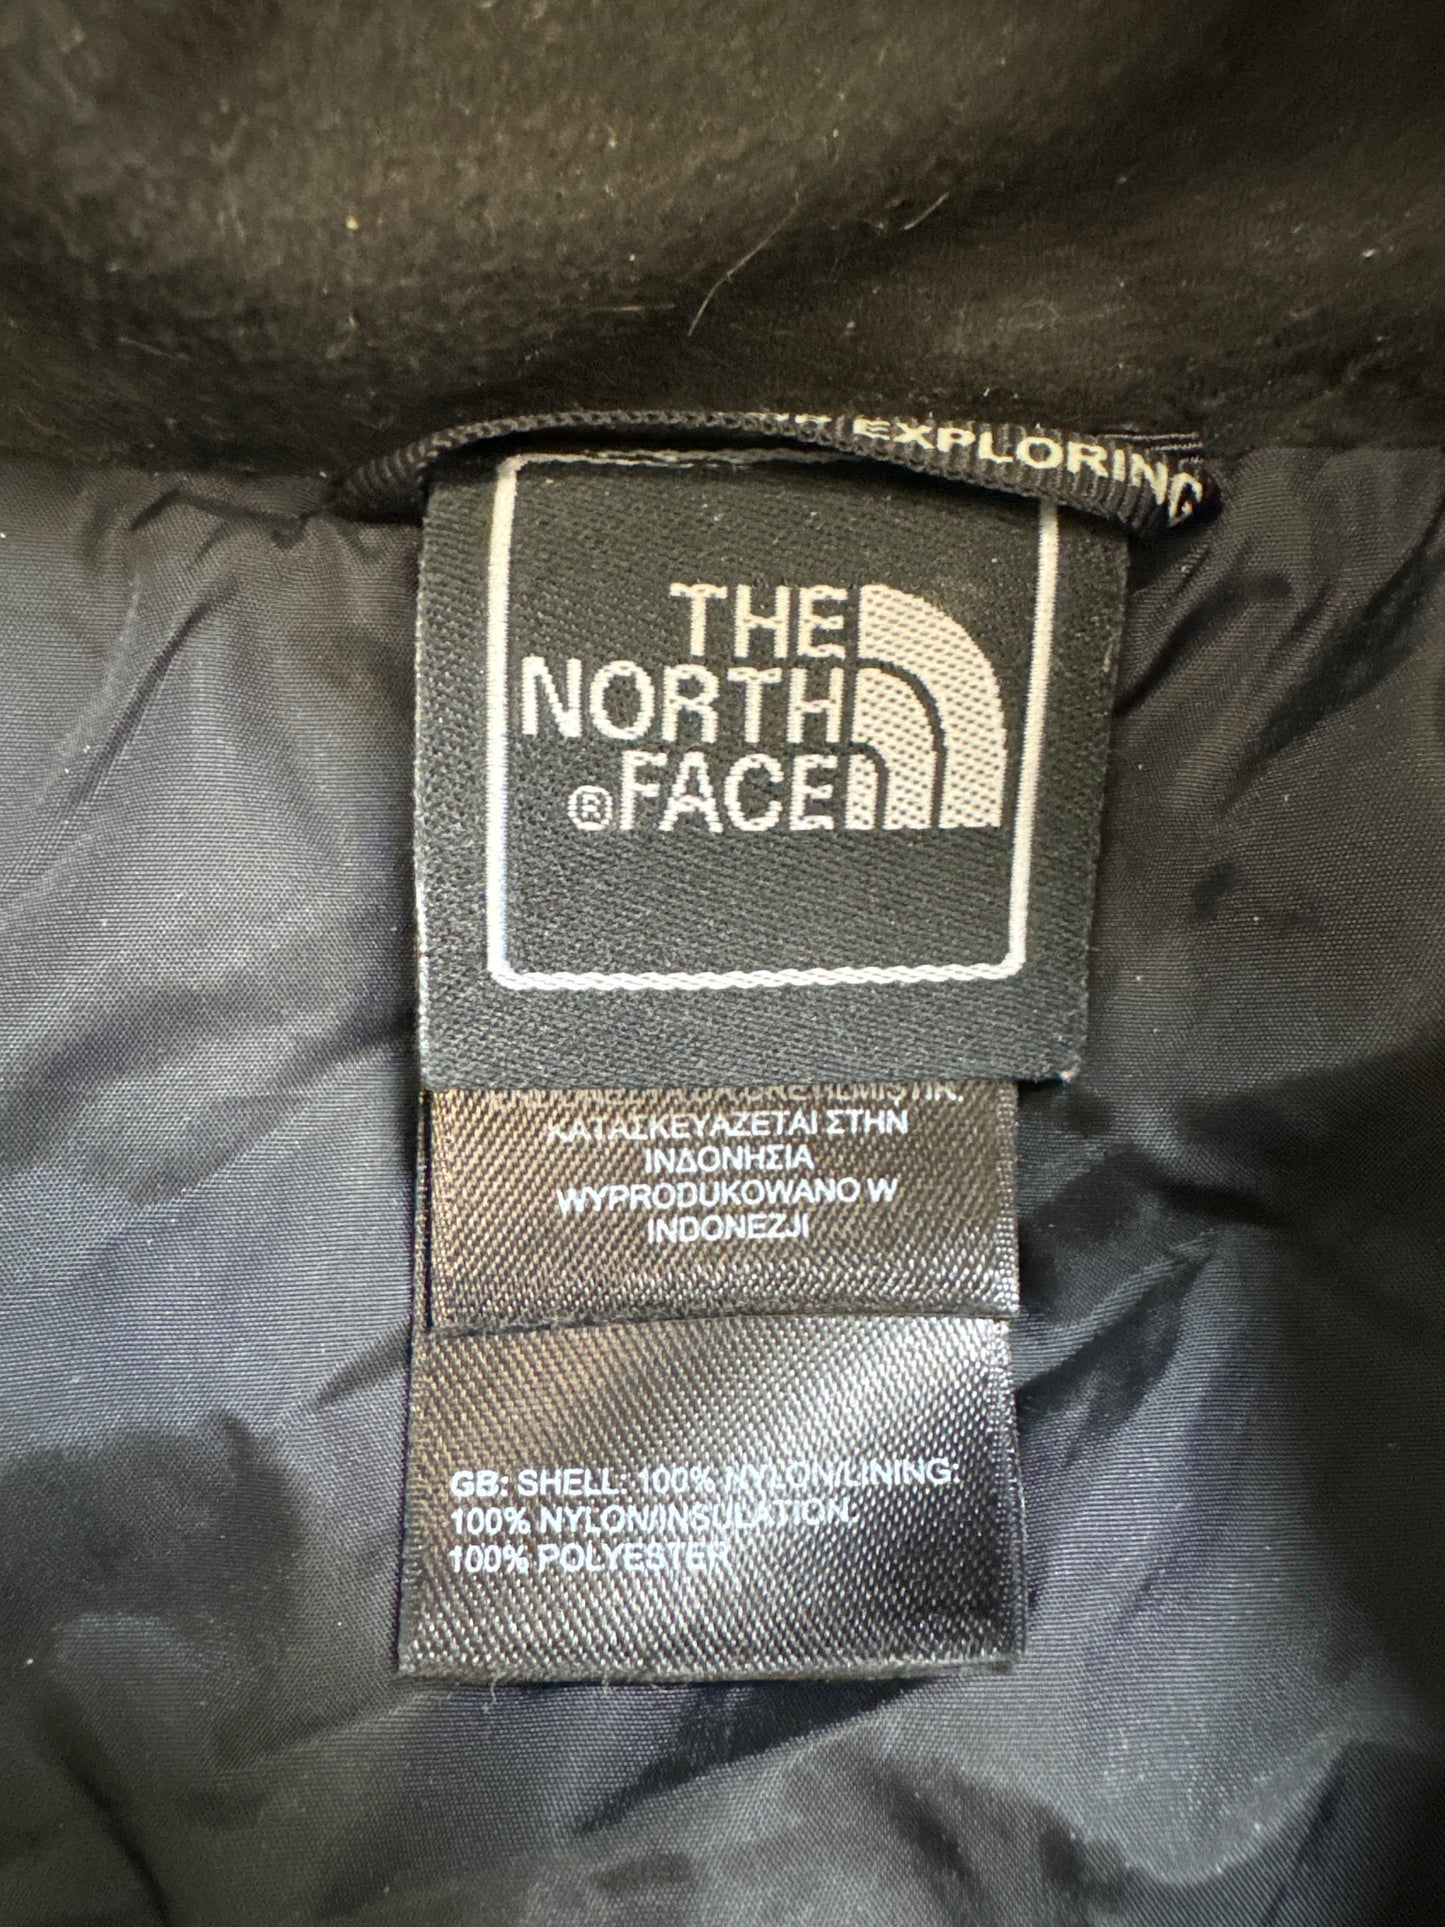 EXPLORING
THE
NORTH
®FACE
ΚΑΤΑΣΚΕΥΑΖΕΤΑΙ ΣΤΗΝ
ΙΝΔΟΝΗΣΙΑ
WYPRODUKOWANO W
INDONEZJI
GB: SHELL: 100% NYLON/LINING:
100% NYLON/INSULATION:
100% POLYESTER